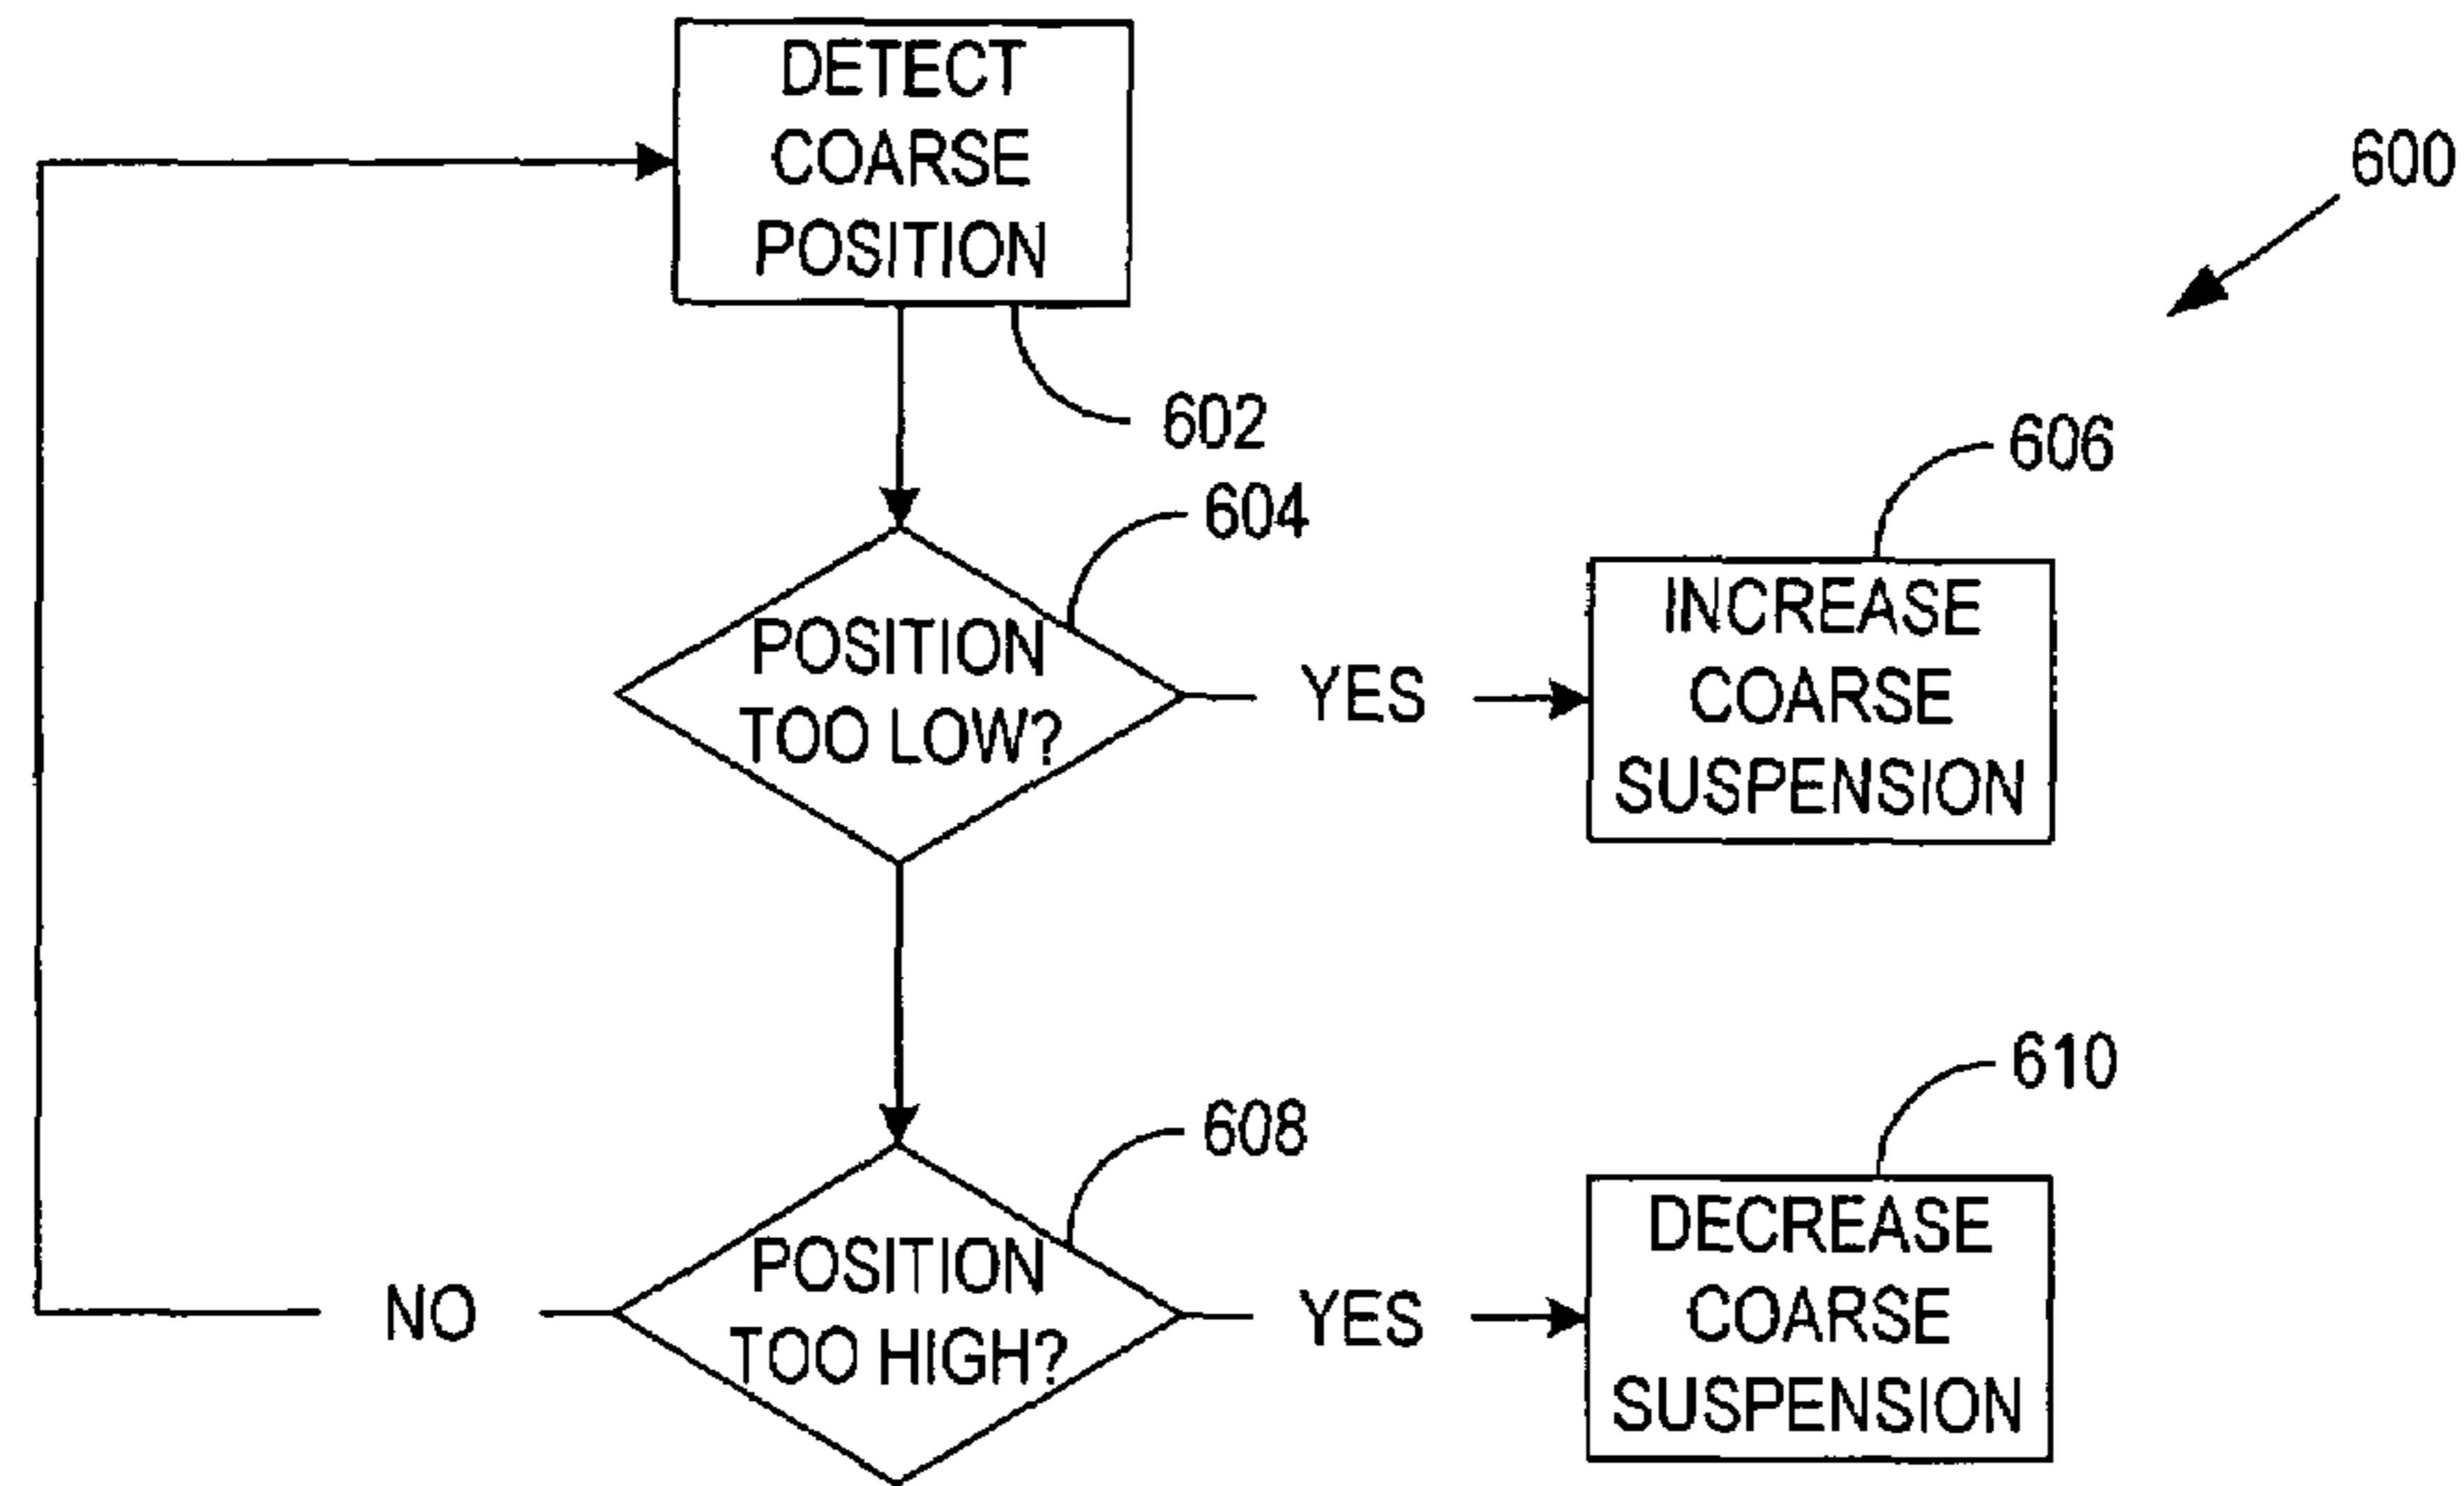 DETECT
COARSE
POSITION
600
602
604
606
POSITION
TOO LOW?
YES
INCREASE
COARSE
SUSPENSION
608
610
NO
POSITION
TOO HIGH?
YES
DECREASE
COARSE
SUSPENSION